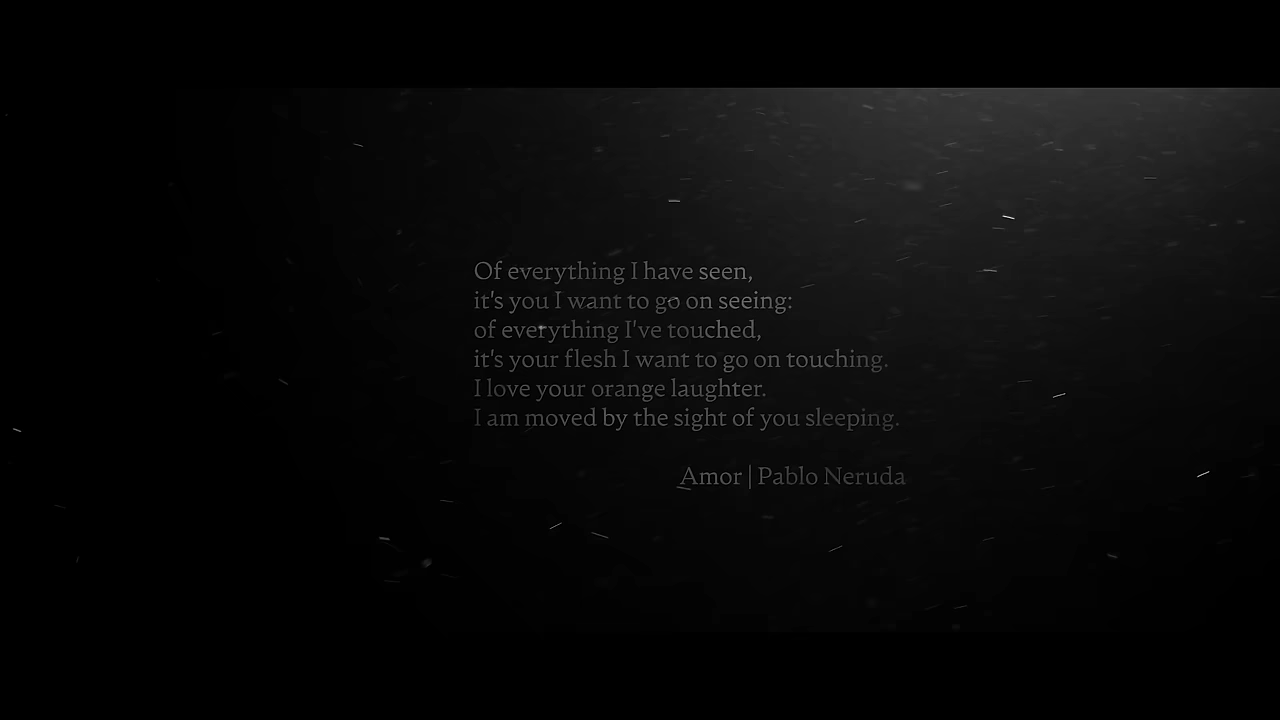 Of everything I have seen,
it's you I want to go on seeing:
of everything I've touched,
it's your flesh I want to go on touching.
I love your orange laughter.
I am moved by the sight of you sleeping.
Amor | Pablo Neruda